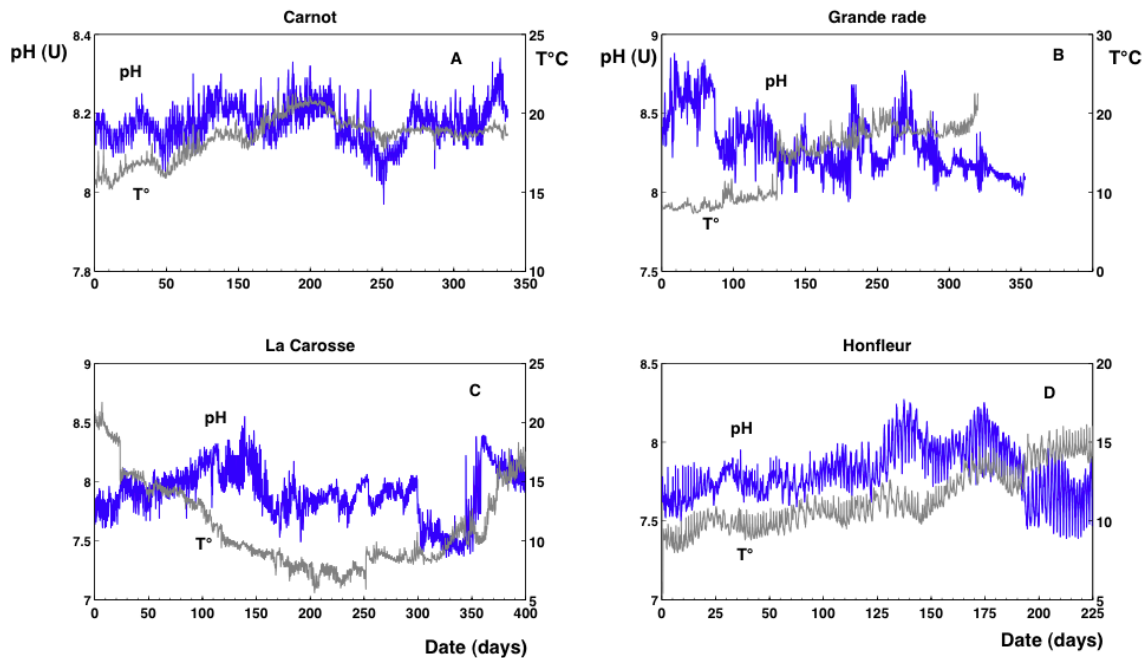 Carnot
pH (U)
8.4
8.2
8
7.8
25
20
15
10
T°C
A
pH
T°
0 50 150 200 250 300 350
Grande rade
pH (U)
9
8.5
8
7.5
30
20
10
0
T°C
B
pH
T°
0 100 150 200 250 350
La Carosse
9
8.5
8
7.5
7
25
20
15
10
5
C
pH
T°
0 50 100 150 200 250 300 350 400
Date (days)
Honfleur
8.5
8
7.5
7
20
15
10
5
D
pH
T°
0 25 50 75 125 150 175 200 225
Date (days)